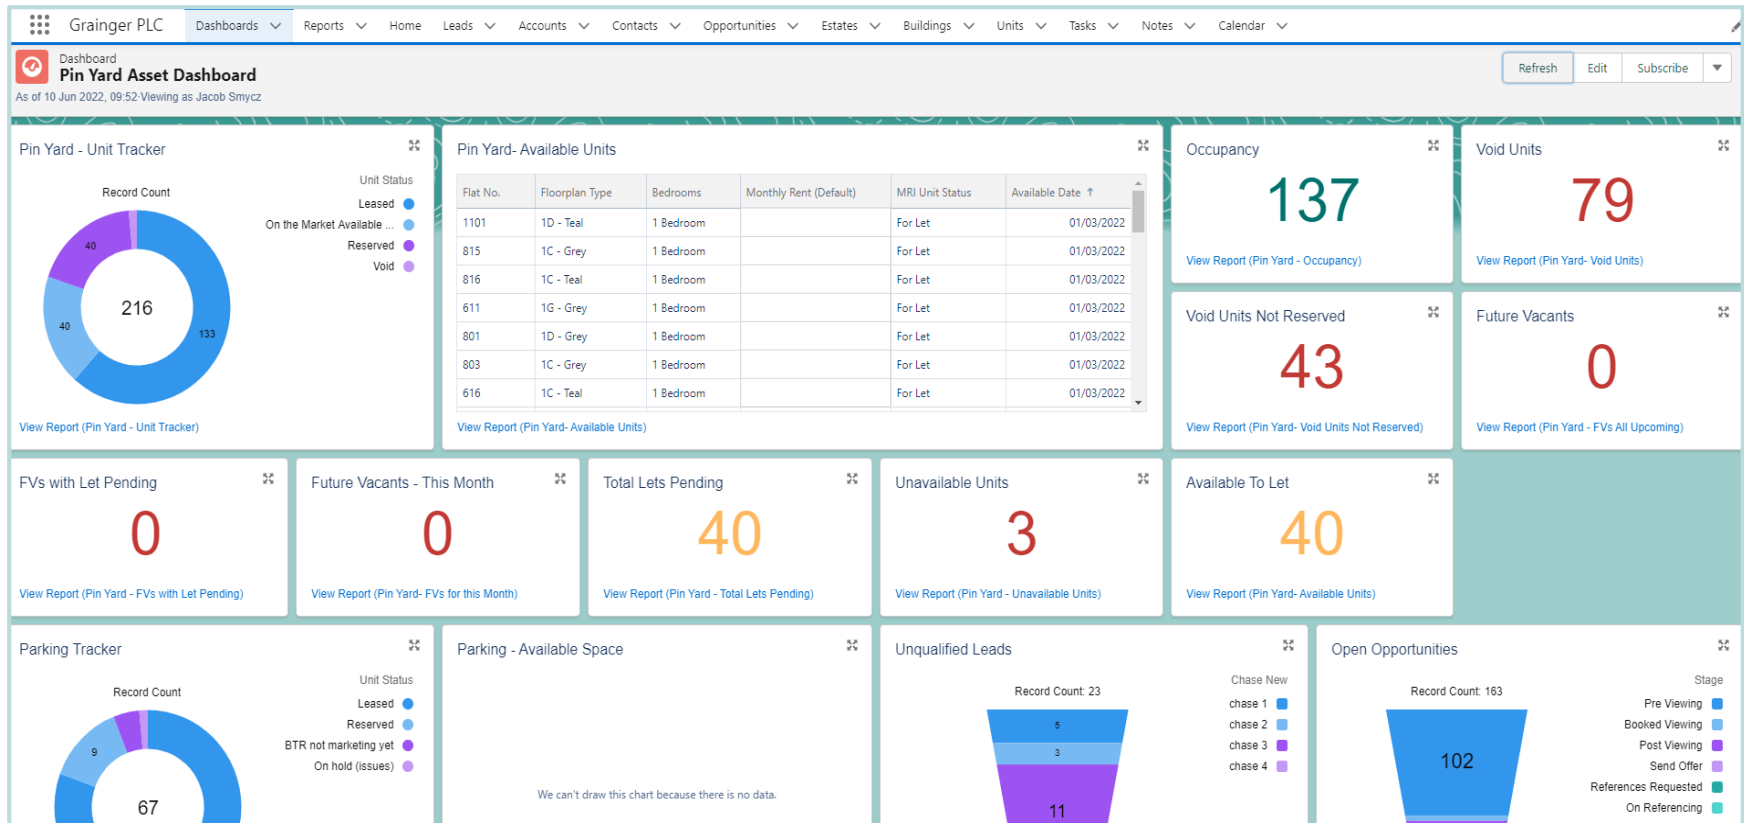 Grainger PLC Dashboards Reports Home Leads Accounts Contacts Opportunities Estates Buildings Units Tasks Notes Calendar
Dashboard
Pin Yard Asset Dashboard
As of 10 Jun 2022, 09:52·Viewing as Jacob Smycz
Refresh Edit Subscribe
Pin Yard - Unit Tracker
Record Count
Unit Status
Leased
On the Market Available ...
Reserved
Void
40
40
133
216
View Report (Pin Yard - Unit Tracker)
Pin Yard- Available Units
Flat No. Floorplan Type Bedrooms Monthly Rent (Default) MRI Unit Status Available Date ↑
1101 1D - Teal 1 Bedroom For Let 01/03/2022
815 1C - Grey 1 Bedroom For Let 01/03/2022
816 1C - Teal 1 Bedroom For Let 01/03/2022
611 1G - Grey 1 Bedroom For Let 01/03/2022
801 1D - Grey 1 Bedroom For Let 01/03/2022
803 1C - Grey 1 Bedroom For Let 01/03/2022
616 1C - Teal 1 Bedroom For Let 01/03/2022
View Report (Pin Yard- Available Units)
Occupancy
137
View Report (Pin Yard - Occupancy)
Void Units
79
View Report (Pin Yard- Void Units)
Void Units Not Reserved
43
View Report (Pin Yard- Void Units Not Reserved)
Future Vacants
0
View Report (Pin Yard - FVs All Upcoming)
FVs with Let Pending
0
View Report (Pin Yard - FVs with Let Pending)
Future Vacants - This Month
0
View Report (Pin Yard- FVs for this Month)
Total Lets Pending
40
View Report (Pin Yard - Total Lets Pending)
Unavailable Units
3
View Report (Pin Yard - Unavailable Units)
Available To Let
40
View Report (Pin Yard- Available Units)
Parking Tracker
Record Count
Unit Status
Leased
Reserved
BTR not marketing yet
On hold (issues)
9
67
Parking - Available Space
We can't draw this chart because there is no data.
Unqualified Leads
Record Count: 23
Chase New
chase 1
chase 2
chase 3
chase 4
5
3
11
Open Opportunities
Record Count: 163
Stage
Pre Viewing
Booked Viewing
Post Viewing
Send Offer
References Requested
On Referencing
102